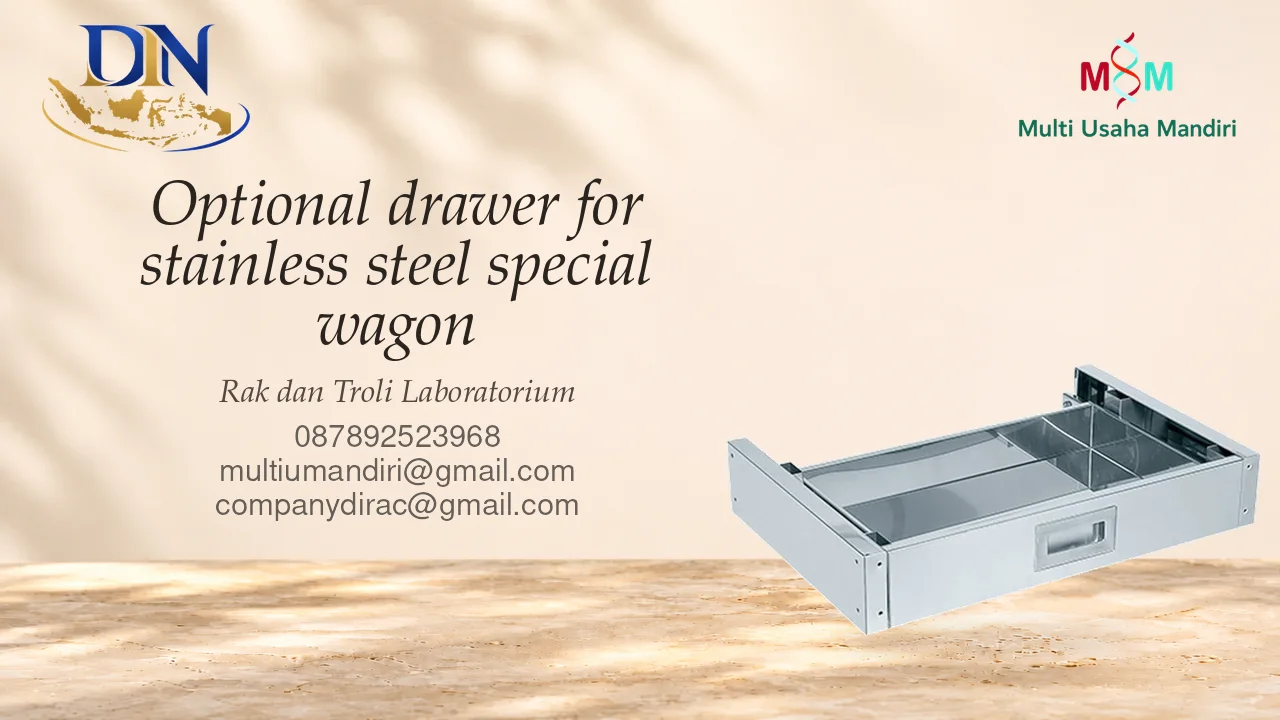 DIN
M M
Multi Usaha Mandiri
Optional drawer for
stainless steel special
wagon
Rak dan Troli Laboratorium
087892523968
multiumandiri@gmail.com
companydirac@gmail.com